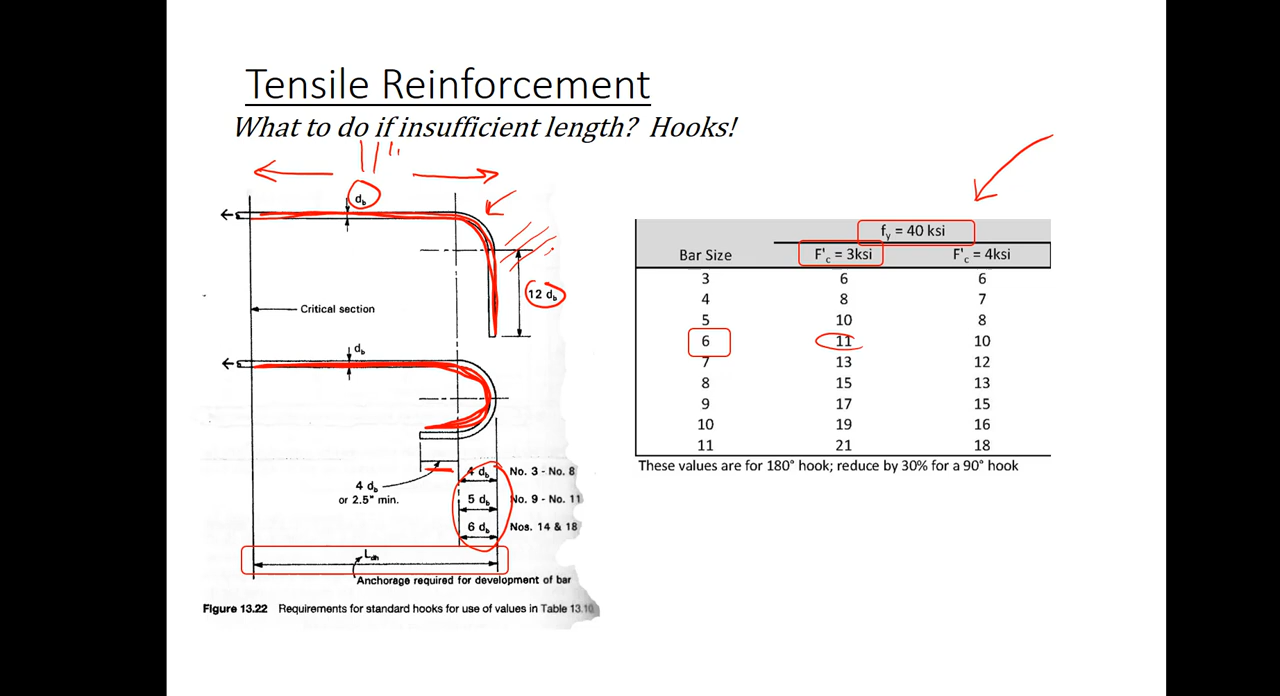 Tensile Reinforcement
What to do if insufficient length? Hooks!
11"
d_b
12 d_b
Critical section
d_b
4 d_b No. 3 - No. 8
4 d_b
or 2.5" min.
5 d_b No. 9 - No. 11
6 d_b Nos. 14 & 18
L_dh
Anchorage required for development of bar
Figure 13.22 Requirements for standard hooks for use of values in Table 13.10
f_y = 40 ksi
Bar Size F'_c = 3ksi F'_c = 4ksi
3 6 6
4 8 7
5 10 8
6 11 10
7 13 12
8 15 13
9 17 15
10 19 16
11 21 18
These values are for 180° hook; reduce by 30% for a 90° hook